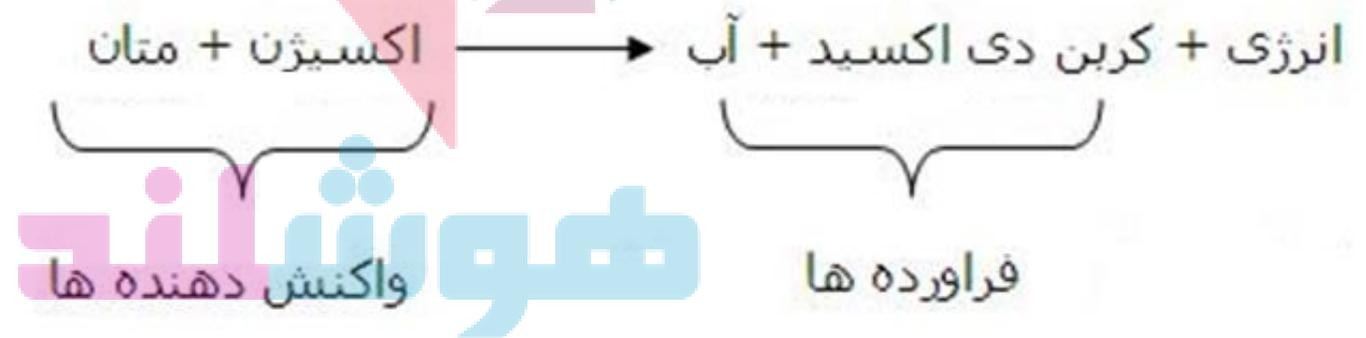 اکسیژن + متان → انرژی + کربن دی اکسید + آب
واکنش دهنده ها
فراورده ها
هوشلند